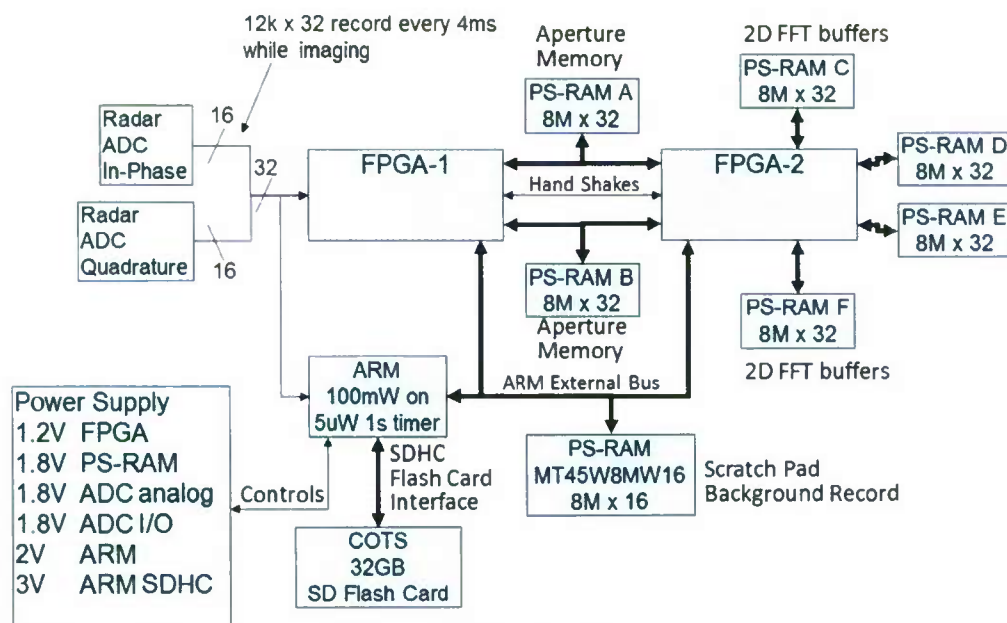 12k x 32 record every 4ms
while imaging
Aperture
Memory
2D FFT buffers
PS-RAM A
8M x 32
PS-RAM C
8M x 32
Radar
ADC
In-Phase
16
32
FPGA-1
FPGA-2
PS-RAM D
8M x 32
Hand Shakes
Radar
ADC
Quadrature
16
PS-RAM E
8M x 32
PS-RAM B
8M x 32
PS-RAM F
8M x 32
Aperture
Memory
2D FFT buffers
ARM
100mW on
5uW 1s timer
ARM External Bus
Power Supply
1.2V FPGA
1.8V PS-RAM
1.8V ADC analog
1.8V ADC I/O
2V ARM
3V ARM SDHC
Controls
SDHC
Flash Card
Interface
PS-RAM
MT45W8MW16
8M x 16
Scratch Pad
Background Record
COTS
32GB
SD Flash Card